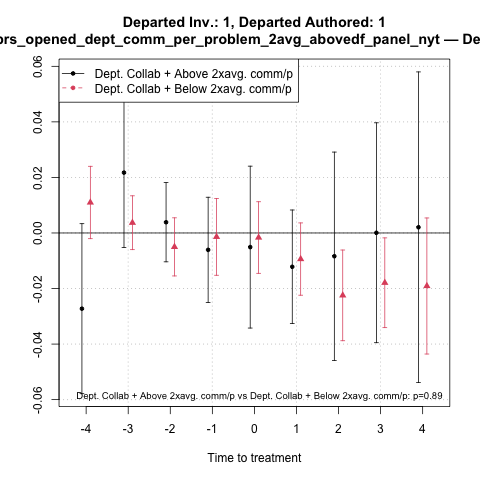 Departed Inv.: 1, Departed Authored: 1
prs_opened_dept_comm_per_problem_2avg_abovedf_panel_nyt — De
Dept. Collab + Above 2xavg. comm/p
Dept. Collab + Below 2xavg. comm/p
0.06
0.04
0.02
0.00
-0.02
-0.04
-0.06
Dept. Collab + Above 2xavg. comm/p vs Dept. Collab + Below 2xavg. comm/p: p=0.89
-4 -3 -2 -1 0 1 2 3 4
Time to treatment